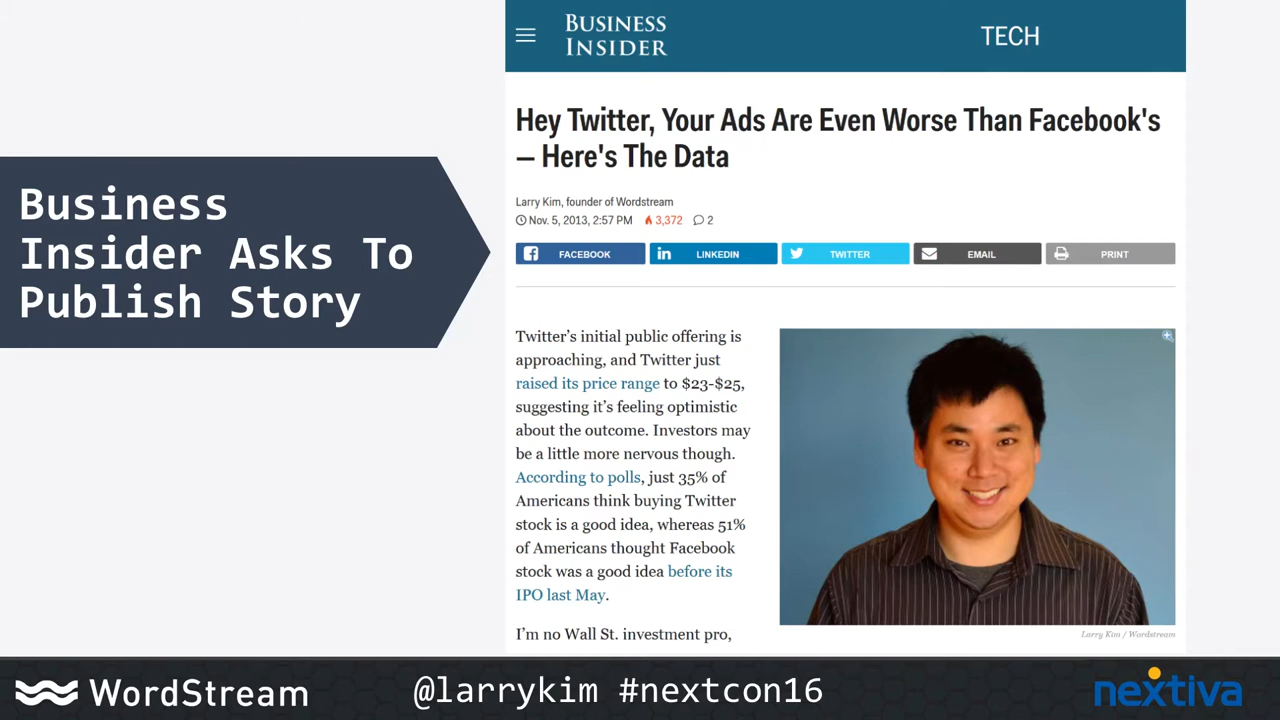 BUSINESS
INSIDER
TECH
Hey Twitter, Your Ads Are Even Worse Than Facebook's
— Here's The Data
Larry Kim, founder of Wordstream
Nov. 5, 2013, 2:57 PM 3,372 2
FACEBOOK LINKEDIN TWITTER EMAIL PRINT
Business
Insider Asks To
Publish Story
Twitter’s initial public offering is
approaching, and Twitter just
raised its price range to $23-$25,
suggesting it’s feeling optimistic
about the outcome. Investors may
be a little more nervous though.
According to polls, just 35% of
Americans think buying Twitter
stock is a good idea, whereas 51%
of Americans thought Facebook
stock was a good idea before its
IPO last May.
I’m no Wall St. investment pro,
Larry Kim / Wordstream
WordStream @larrykim #nextcon16 nextiva